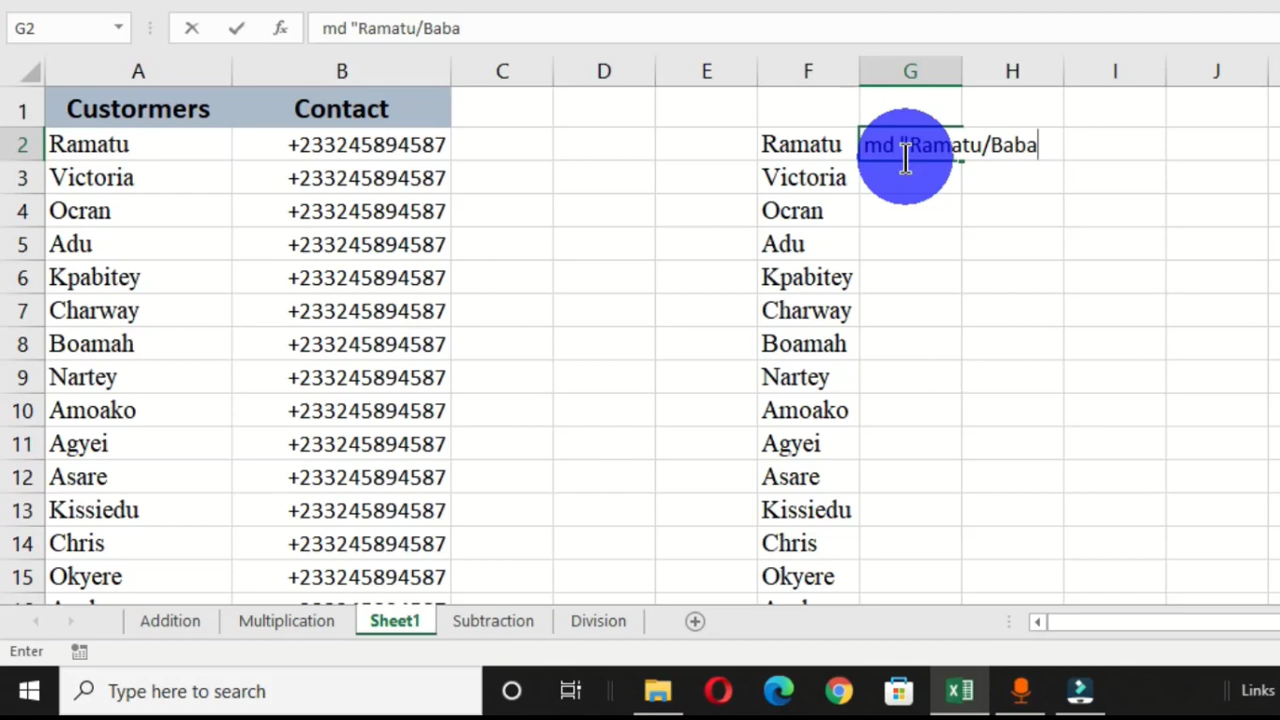 G2 fx md "Ramatu/Baba
A B C D E F G H I J
1 Custormers Contact
2 Ramatu +233245894587 Ramatu md "Ramatu/Baba
3 Victoria +233245894587 Victoria
4 Ocran +233245894587 Ocran
5 Adu +233245894587 Adu
6 Kpabitey +233245894587 Kpabitey
7 Charway +233245894587 Charway
8 Boamah +233245894587 Boamah
9 Nartey +233245894587 Nartey
10 Amoako +233245894587 Amoako
11 Agyei +233245894587 Agyei
12 Asare +233245894587 Asare
13 Kissiedu +233245894587 Kissiedu
14 Chris +233245894587 Chris
15 Okyere +233245894587 Okyere
Addition Multiplication Sheet1 Subtraction Division
Enter
Type here to search Links